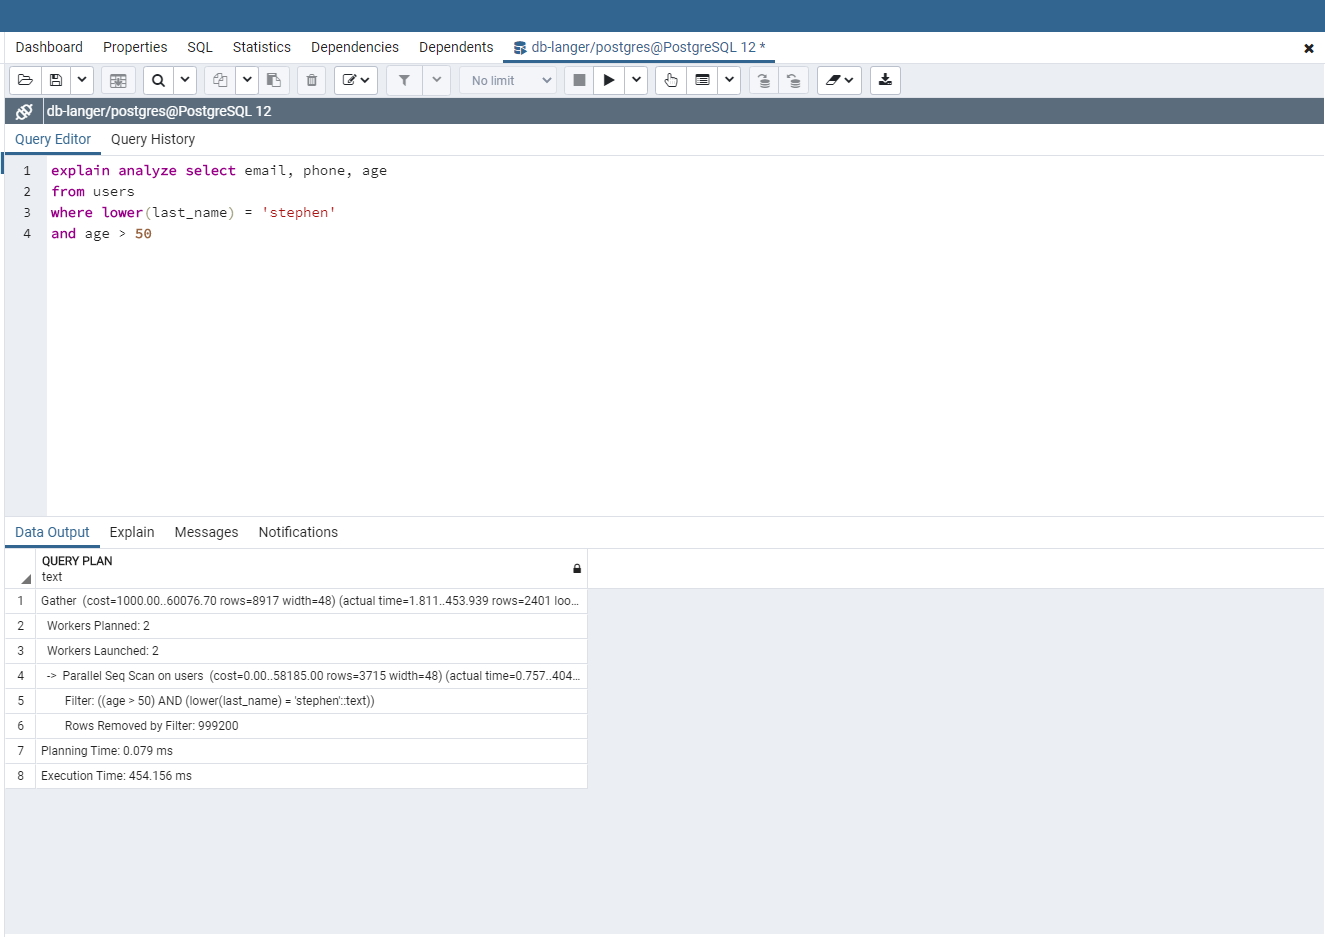 Dashboard Properties SQL Statistics Dependencies Dependents db-langer/postgres@PostgreSQL 12 *
No limit
db-langer/postgres@PostgreSQL 12
Query Editor Query History
1 explain analyze select email, phone, age
2 from users
3 where lower(last_name) = 'stephen'
4 and age > 50
Data Output Explain Messages Notifications
QUERY PLAN
text
1 Gather (cost=1000.00..60076.70 rows=8917 width=48) (actual time=1.811..453.939 rows=2401 loo...
2 Workers Planned: 2
3 Workers Launched: 2
4 -> Parallel Seq Scan on users (cost=0.00..58185.00 rows=3715 width=48) (actual time=0.757..404...
5 Filter: ((age > 50) AND (lower(last_name) = 'stephen'::text))
6 Rows Removed by Filter: 999200
7 Planning Time: 0.079 ms
8 Execution Time: 454.156 ms